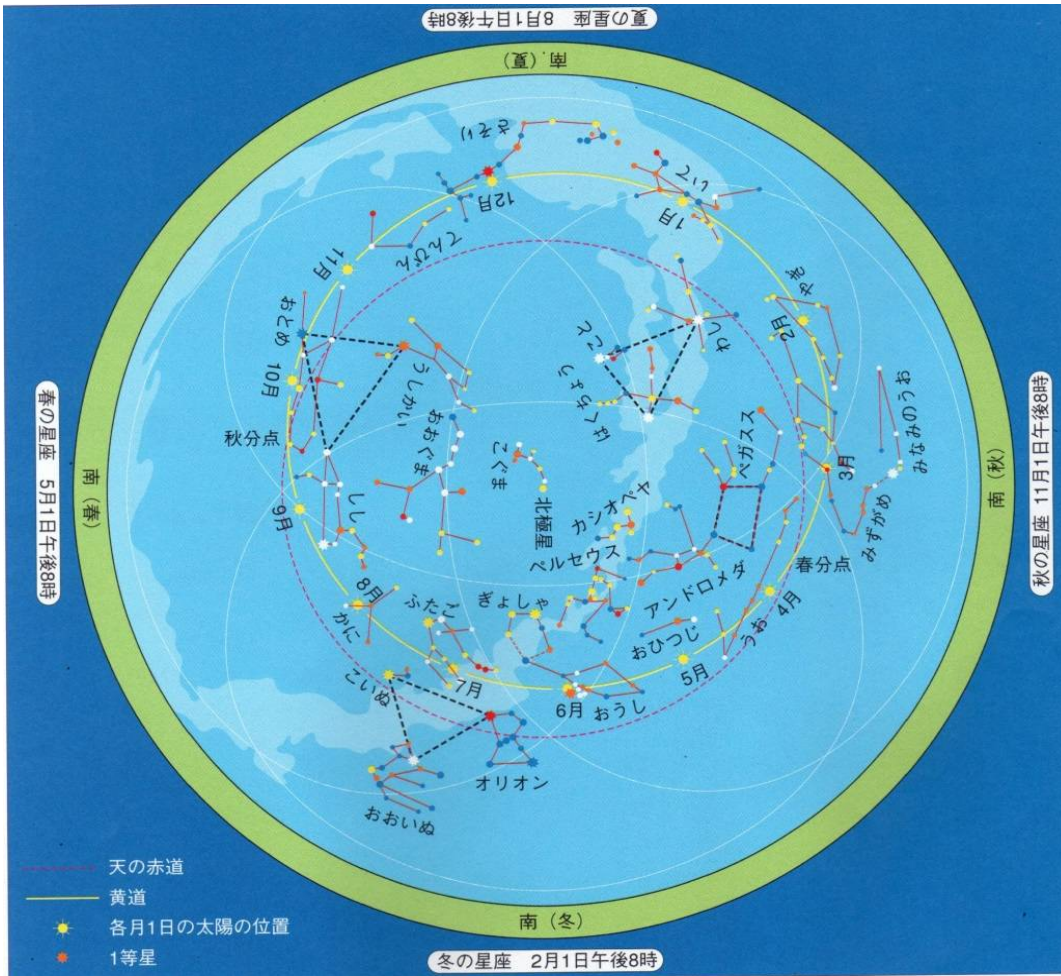 夏の星座 8月1日午後8時
南(夏)
さそり
いて
12月
1月
てんびん
11月
やぎ
2月
おとめ
わし
こと
うしかい
はくちょう
10月
みなみのうお
おおぐま
春の星座 5月1日午後8時
南(春)
秋分点
こぐま
ペガスス
3月
南(秋)
秋の星座 11月1日午後8時
みずがめ
しし
9月
北極星
カシオペヤ
ペルセウス
春分点
アンドロメダ
8月
かに
ふたご
ぎょしゃ
おひつじ
うお
4月
5月
こいぬ
7月
6月
おうし
オリオン
おおいぬ
天の赤道
黄道
各月1日の太陽の位置
1等星
南(冬)
冬の星座 2月1日午後8時